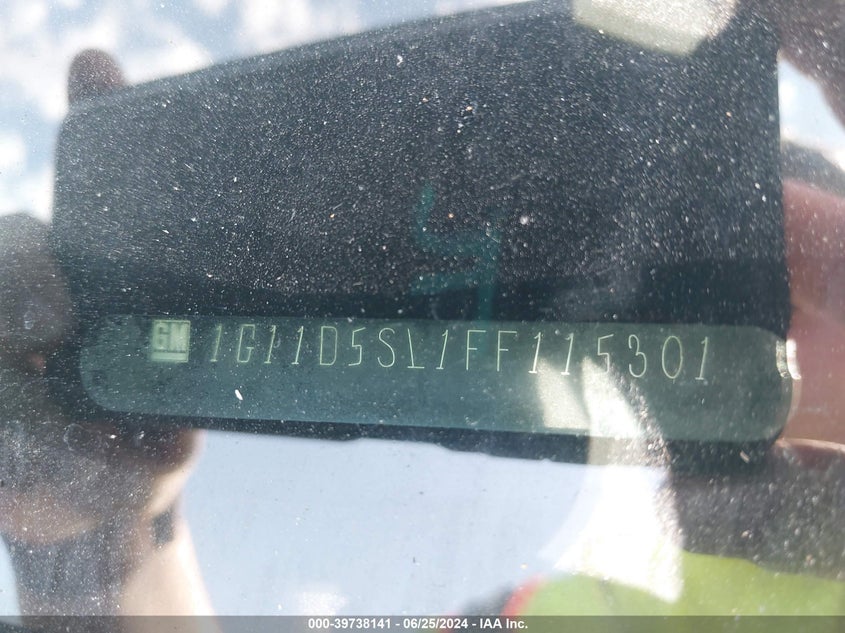 GM 1G11D5SL1FF115301
000-39738141 - 06/25/2024 - IAA Inc.